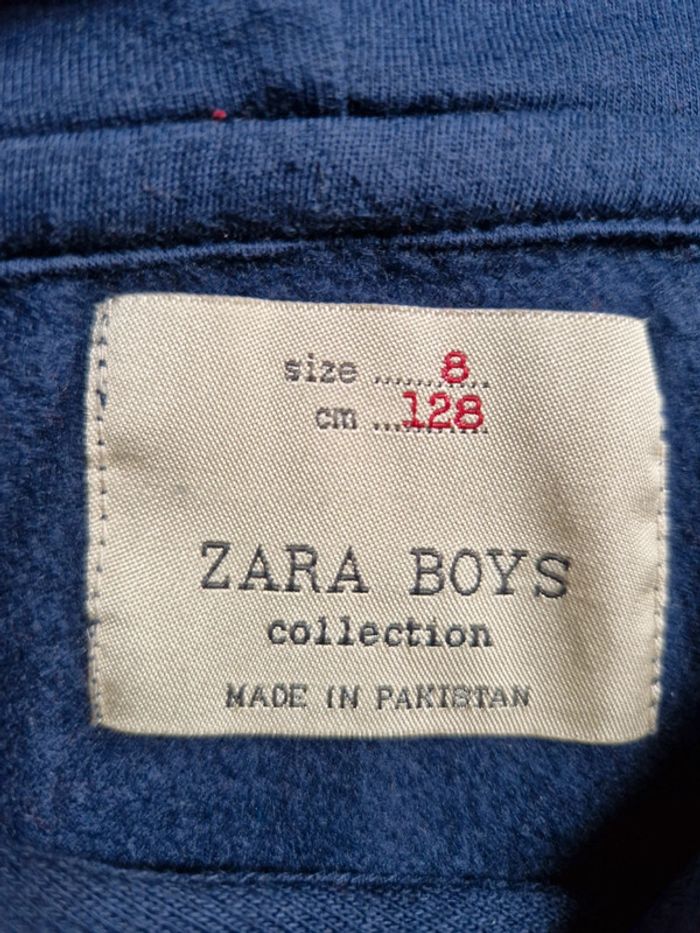 size ........8..
cm ...128
ZARA BOYS
collection
MADE IN PAKISTAN